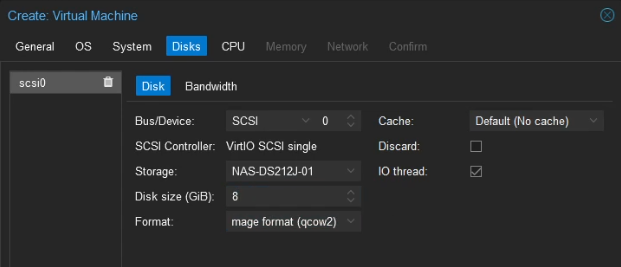 Create: Virtual Machine
General OS System Disks CPU Memory Network Confirm
scsi0
Disk Bandwidth
Bus/Device: SCSI 0 Cache: Default (No cache)
SCSI Controller: VirtIO SCSI single Discard:
Storage: NAS-DS212J-01 IO thread:
Disk size (GiB): 8
Format: mage format (qcow2)